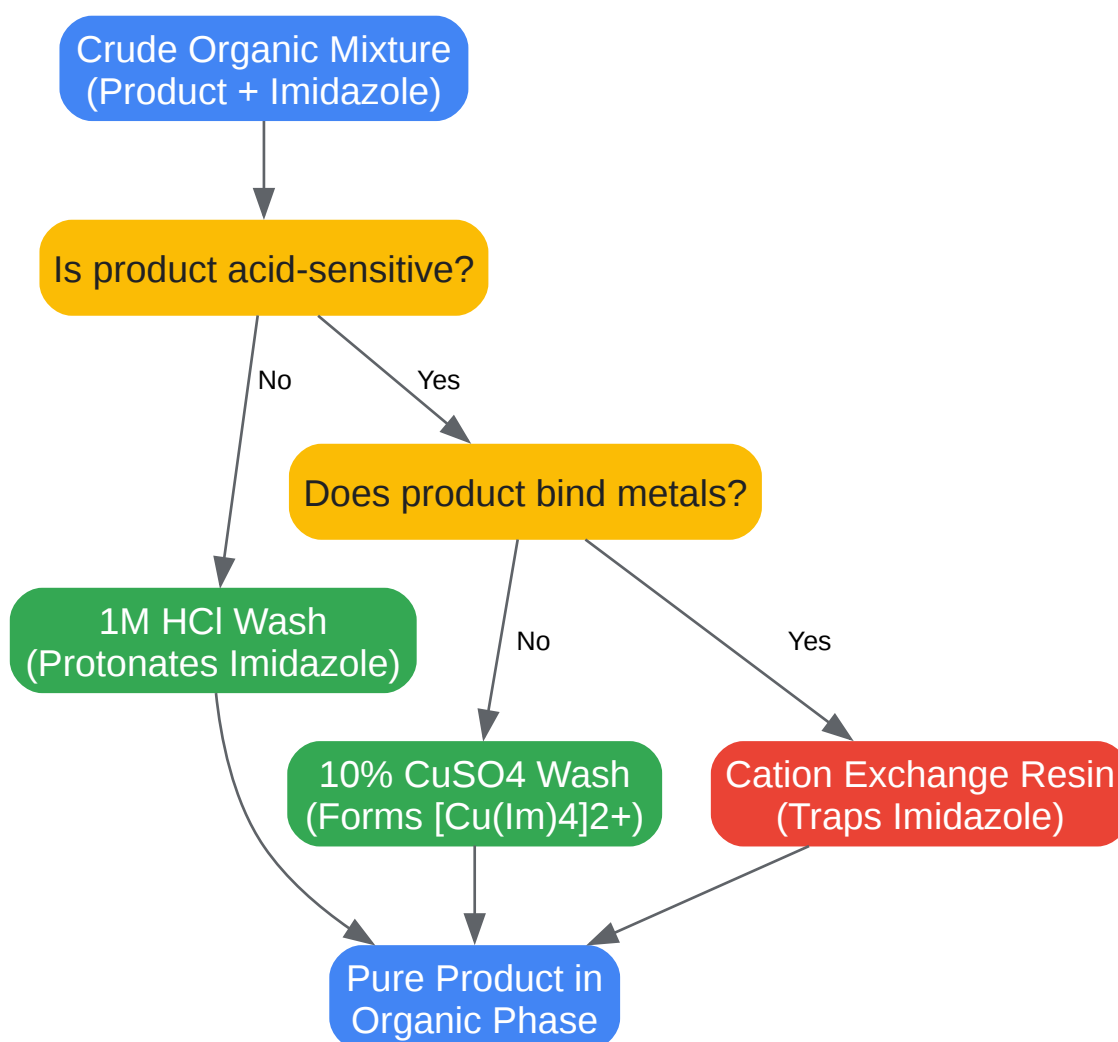 Crude Organic Mixture
(Product + Imidazole)
Is product acid-sensitive?
No
Yes
Does product bind metals?
1M HCl Wash
(Protonates Imidazole)
No
Yes
10% CuSO4 Wash
(Forms [Cu(Im)4]2+)
Cation Exchange Resin
(Traps Imidazole)
Pure Product in
Organic Phase